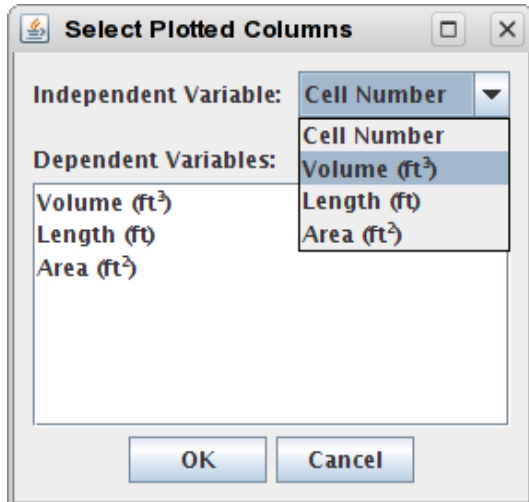 Select Plotted Columns
Independent Variable: Cell Number
Cell Number
Volume (ft³)
Length (ft)
Area (ft²)
Dependent Variables:
Volume (ft³)
Length (ft)
Area (ft²)
OK Cancel